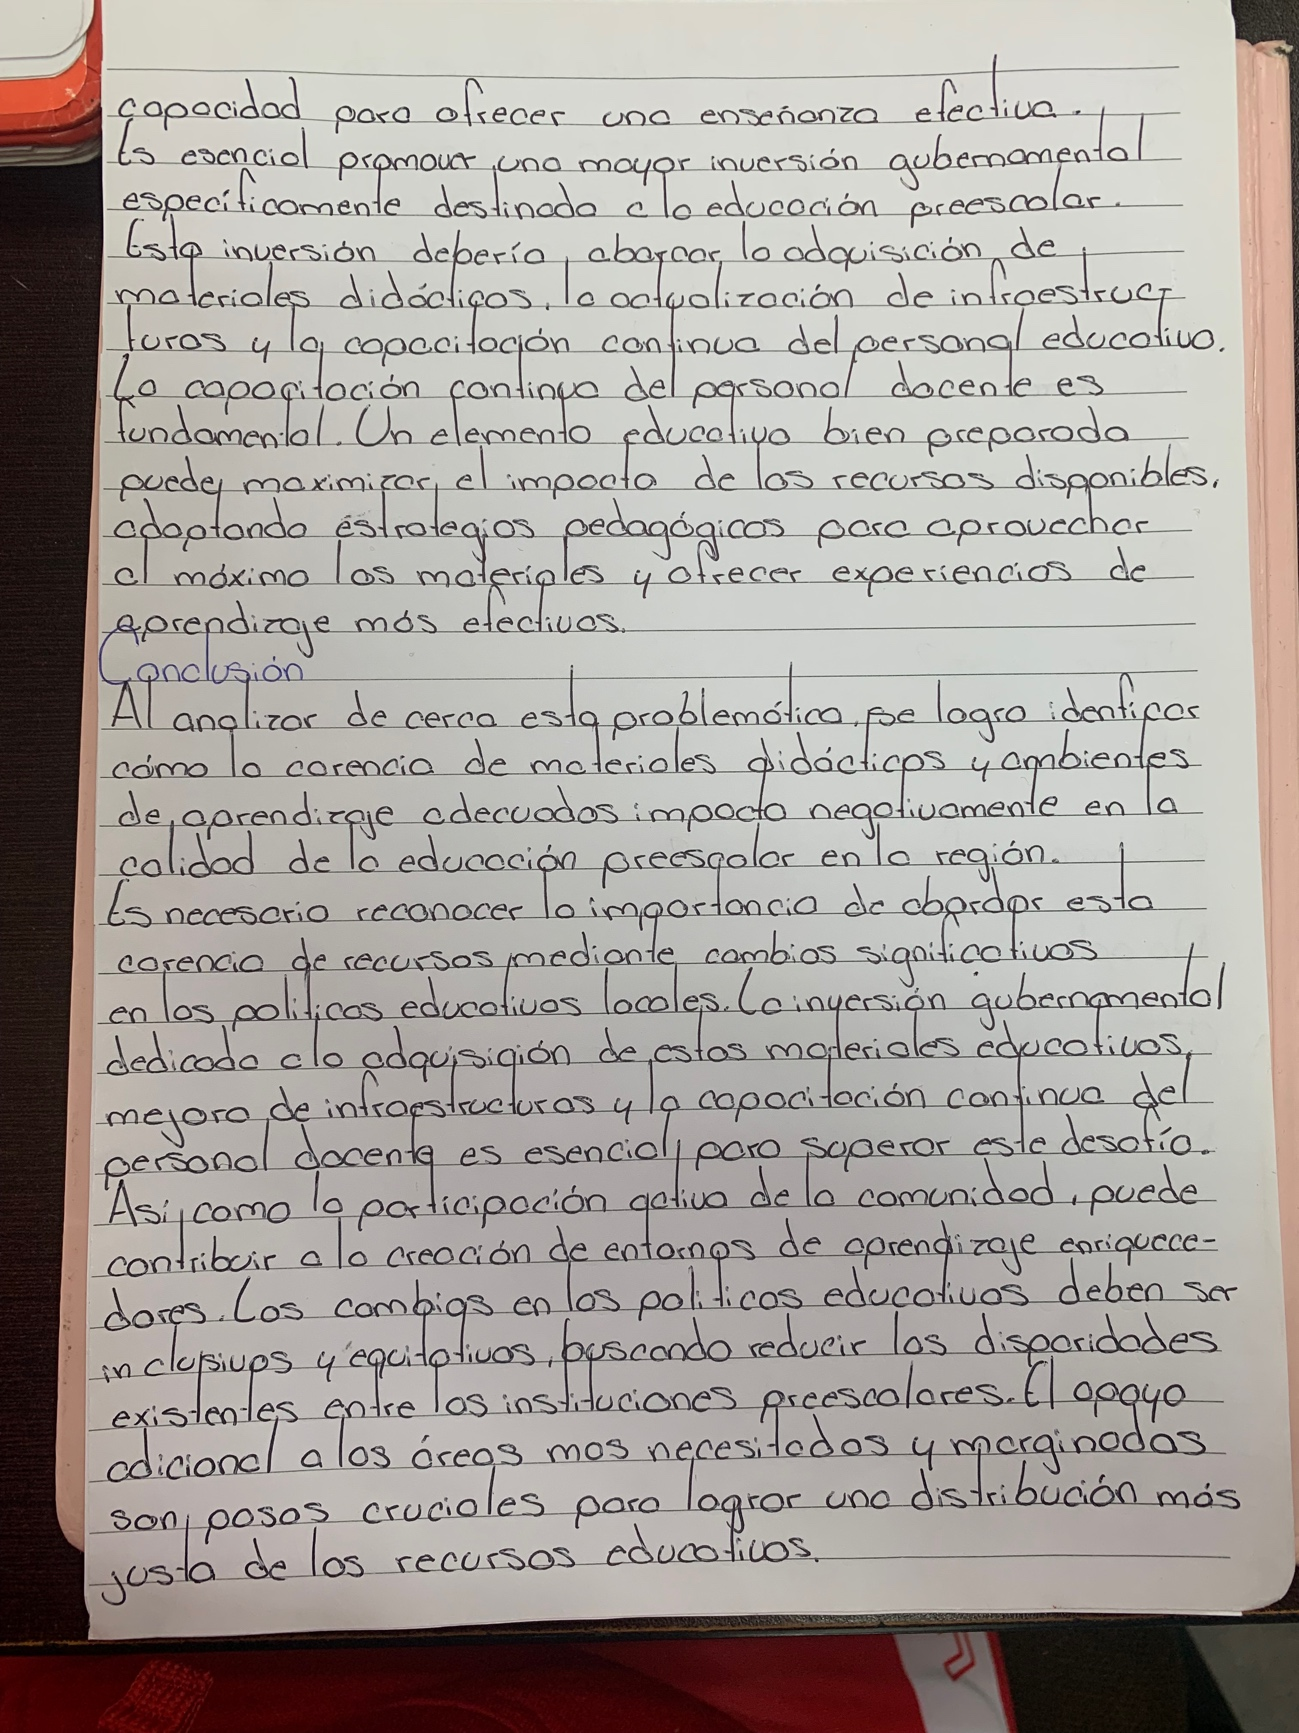 capacidad para ofrecer una enseñanza efectiva.
Es esencial promover una mayor inversión gubernamental
específicamente destinada a la educación preescolar.
Esta inversión debería abarcar la adquisición de
materiales didácticos, la actualización de infraestruc-
turas y la capacitación continua del personal educativo.
La capacitación continua del personal docente es
fundamental. Un elemento educativo bien preparado
puede maximizar el impacto de los recursos disponibles,
adaptando estrategias pedagógicas para aprovechar
al máximo los materiales y ofrecer experiencias de
aprendizaje más efectivas.
Conclusión
Al analizar de cerca esta problemática, se logro identificar
cómo la carencia de materiales didácticos y ambientes
de aprendizaje adecuados impacta negativamente en la
calidad de la educación preescolar en la región.
Es necesario reconocer la importancia de abordar esta
carencia de recursos mediante cambios significativos
en las políticas educativas locales. La inversión gubernamental
dedicada a la adquisición de estos materiales educativos,
mejora de infraestructuras y la capacitación continua del
personal docente es esencial para superar este desafío.
Asi, como la participación activa de la comunidad, puede
contribuir a la creación de entornos de aprendizaje enriquece-
dores. Los cambios en las políticas educativas deben ser
inclusivos y equitativos, buscando reducir las disparidades
existentes entre las instituciones preescolares. El apoyo
adicional a las áreas mas necesitadas y marginadas
son pasos cruciales para lograr una distribución más
justa de los recursos educativos.